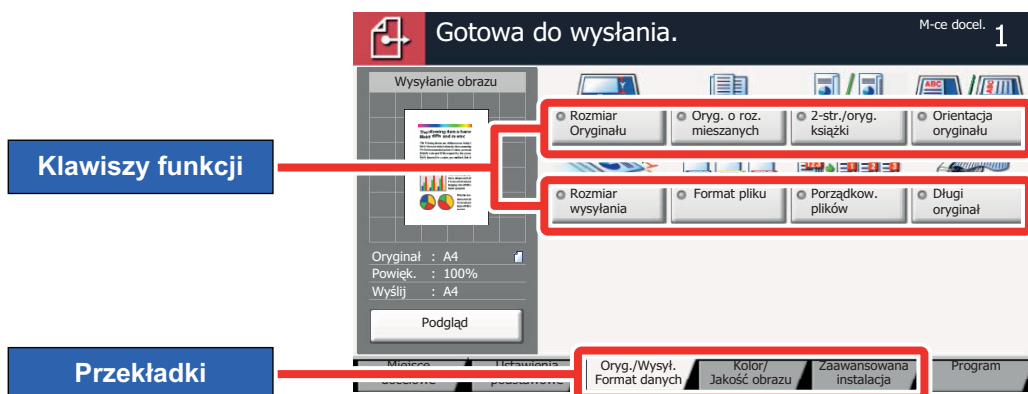 Gotowa do wysłania.
M-ce docel. 1
Wysyłanie obrazu
Rozmiar
Oryginału
Oryg. o roz.
mieszanych
2-str./oryg.
książki
Orientacja
oryginału
Klawiszy funkcji
Rozmiar
wysyłania
Format pliku
Porządkow.
plików
Długi
oryginał
Oryginał : A4
Powięk. : 100%
Wyślij : A4
Podgląd
Przekładki
Miejsce
docelowe
Ustawienia
podstawowe
Oryg./Wysył.
Format danych
Kolor/
Jakość obrazu
Zaawansowana
instalacja
Program